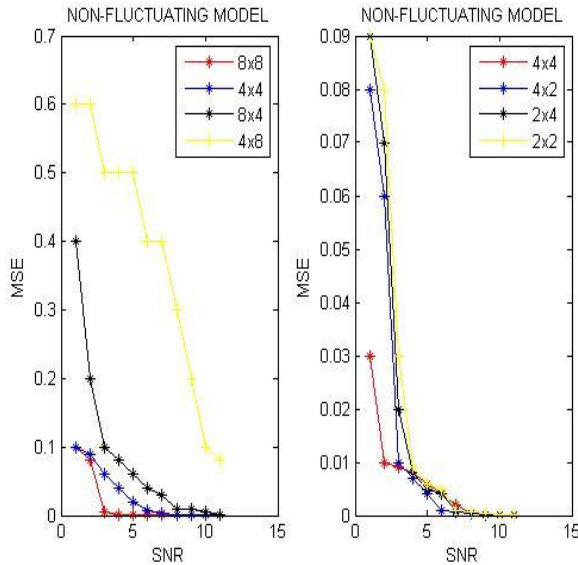 NON-FLUCTUATING MODEL
0.7
0.6
0.5
0.4
0.3
0.2
0.1
0
MSE
8x8
4x4
8x4
4x8
0
5
10
15
SNR
NON-FLUCTUATING MODEL
0.09
0.08
0.07
0.06
0.05
0.04
0.03
0.02
0.010
0.00
MSE
4x4
4x2
2x4
2x2
0
5
10
15
SNR